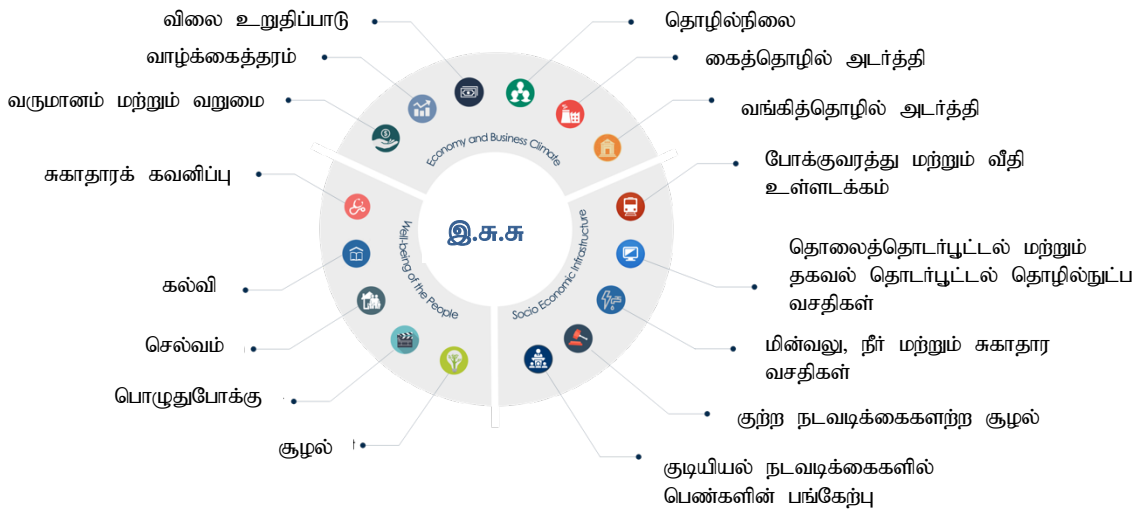 விலை உறுதிப்பாடு
வாழ்க்கைத்தரம்
வருமானம் மற்றும் வறுமை
சுகாதாரக் கவனிப்பு
கல்வி
செல்வம்
பொழுதுபோக்கு
சூழல்
தொழில்நிலை
கைத்தொழில் அடர்த்தி
வங்கித்தொழில் அடர்த்தி
போக்குவரத்து மற்றும் வீதி
உள்ளடக்கம்
தொலைத்தொடர்பூட்டல் மற்றும்
தகவல் தொடர்பூட்டல் தொழில்நுட்ப
வசதிகள்
மின்வலு, நீர் மற்றும் சுகாதார
வசதிகள்
குற்ற நடவடிக்கைகளற்ற சூழல்
குடியியல் நடவடிக்கைகளில்
பெண்களின் பங்கேற்பு
Economy and Business Climate
Well-being of the People
Socio Economic Infrastructure
இ.சு.சு